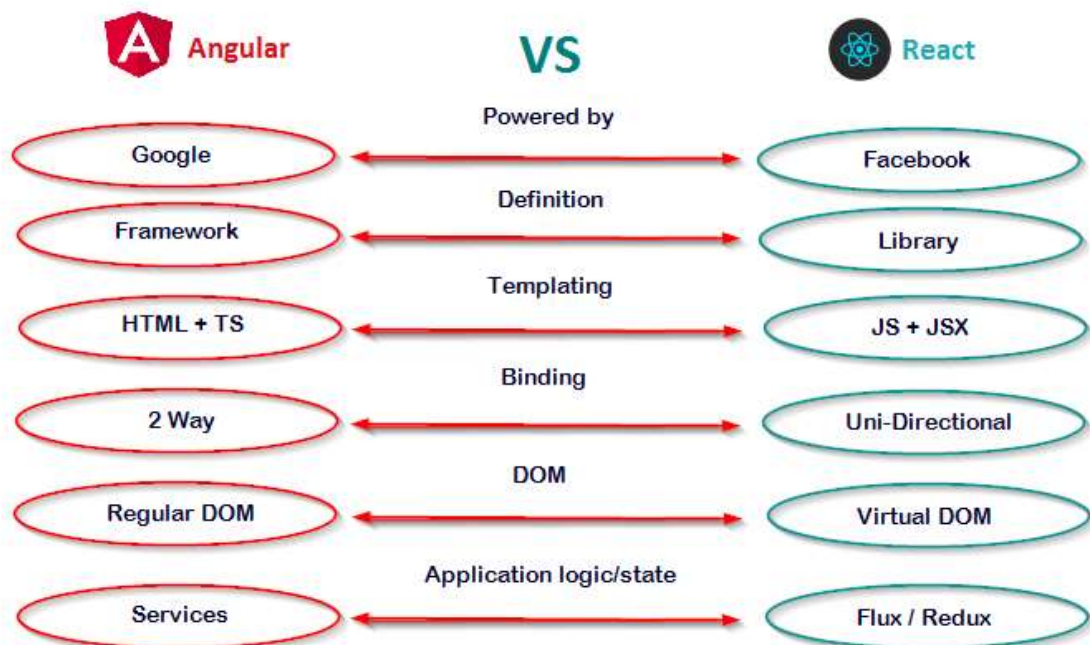 Angular
VS
React
Powered by
Google
Facebook
Definition
Framework
Library
Templating
HTML + TS
JS + JSX
Binding
2 Way
Uni-Directional
DOM
Regular DOM
Virtual DOM
Application logic/state
Services
Flux / Redux